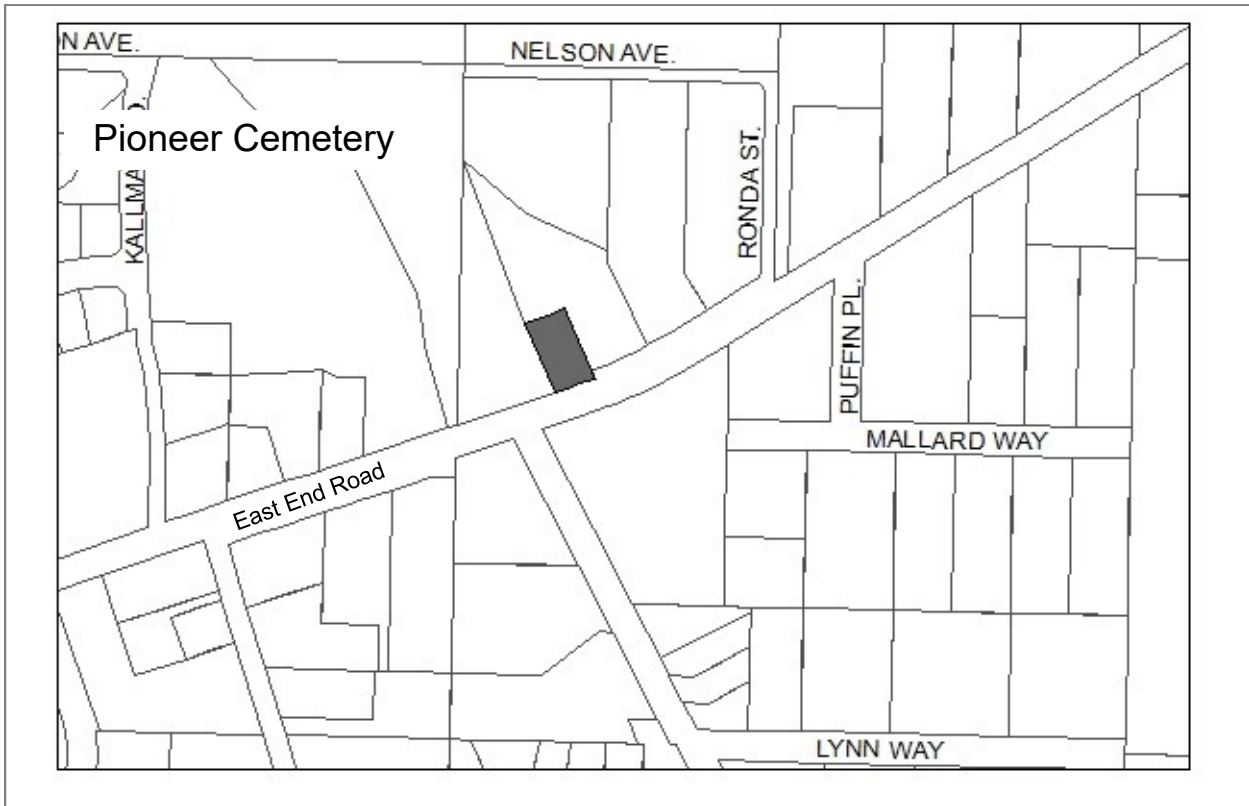 N AVE.
NELSON AVE.
Pioneer Cemetery
KALLMA
RONDA ST.
PUFFIN PL.
MALLARD WAY
East End Road
LYNN WAY